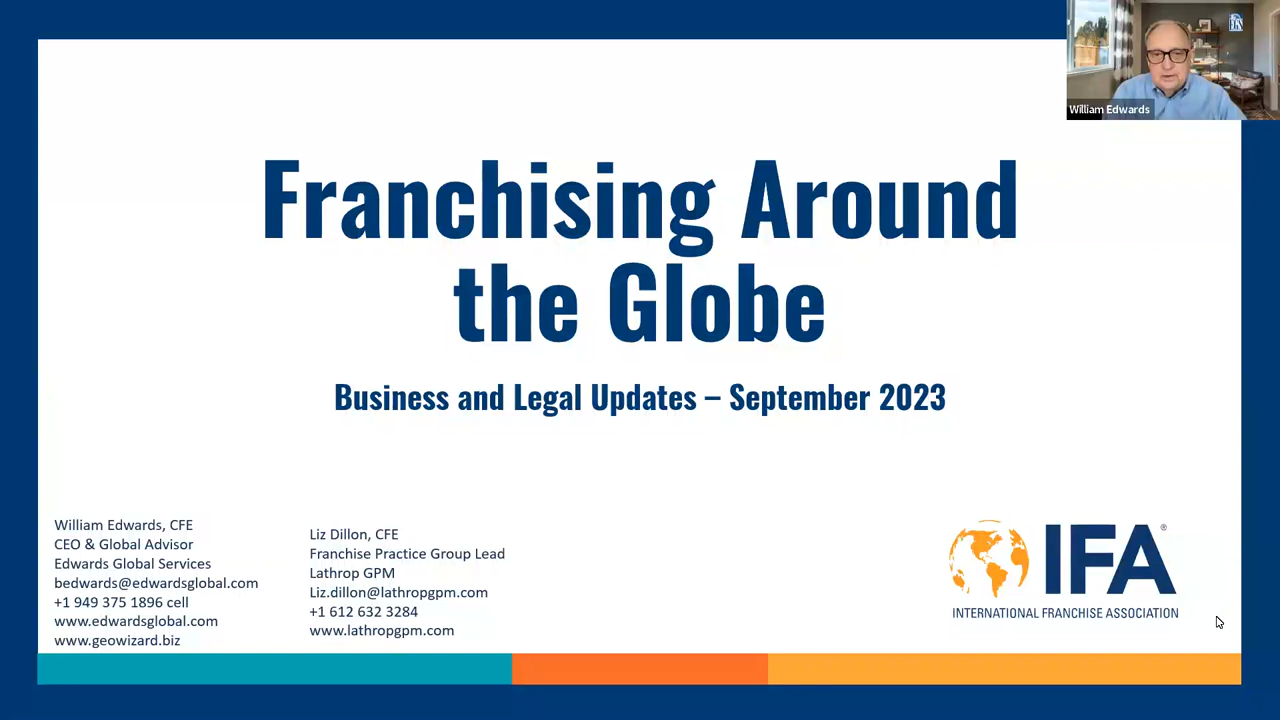 William Edwards
Franchising Around
the Globe
Business and Legal Updates – September 2023
William Edwards, CFE
CEO & Global Advisor
Edwards Global Services
bedwards@edwardsglobal.com
+1 949 375 1896 cell
www.edwardsglobal.com
www.geowizard.biz
Liz Dillon, CFE
Franchise Practice Group Lead
Lathrop GPM
Liz.dillon@lathropgpm.com
+1 612 632 3284
www.lathropgpm.com
IFA®
INTERNATIONAL FRANCHISE ASSOCIATION